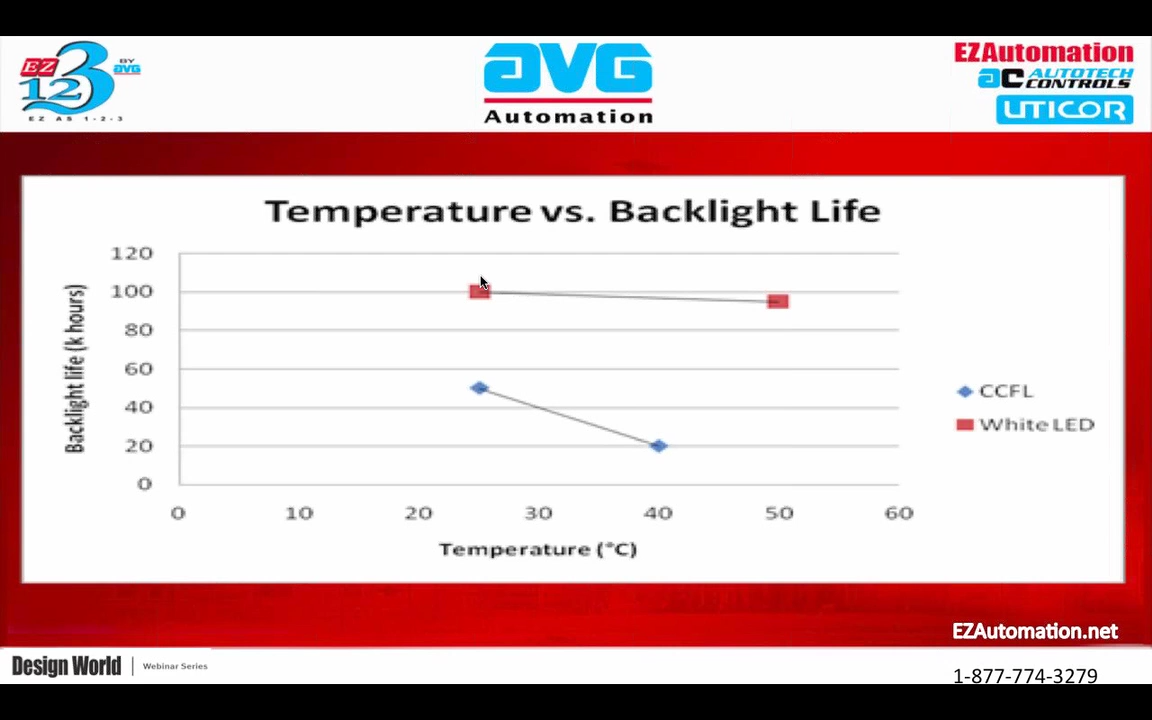 EZ 3 BY AVG
123
EZ AS 1-2-3
AVG
Automation
EZAutomation
AC AUTOTECH CONTROLS
UTICOR
Temperature vs. Backlight Life
Backlight life (k hours)
120
100
80
60
40
20
0
0 10 20 30 40 50 60
Temperature (°C)
CCFL
White LED
EZAutomation.net
Design World | Webinar Series
1-877-774-3279